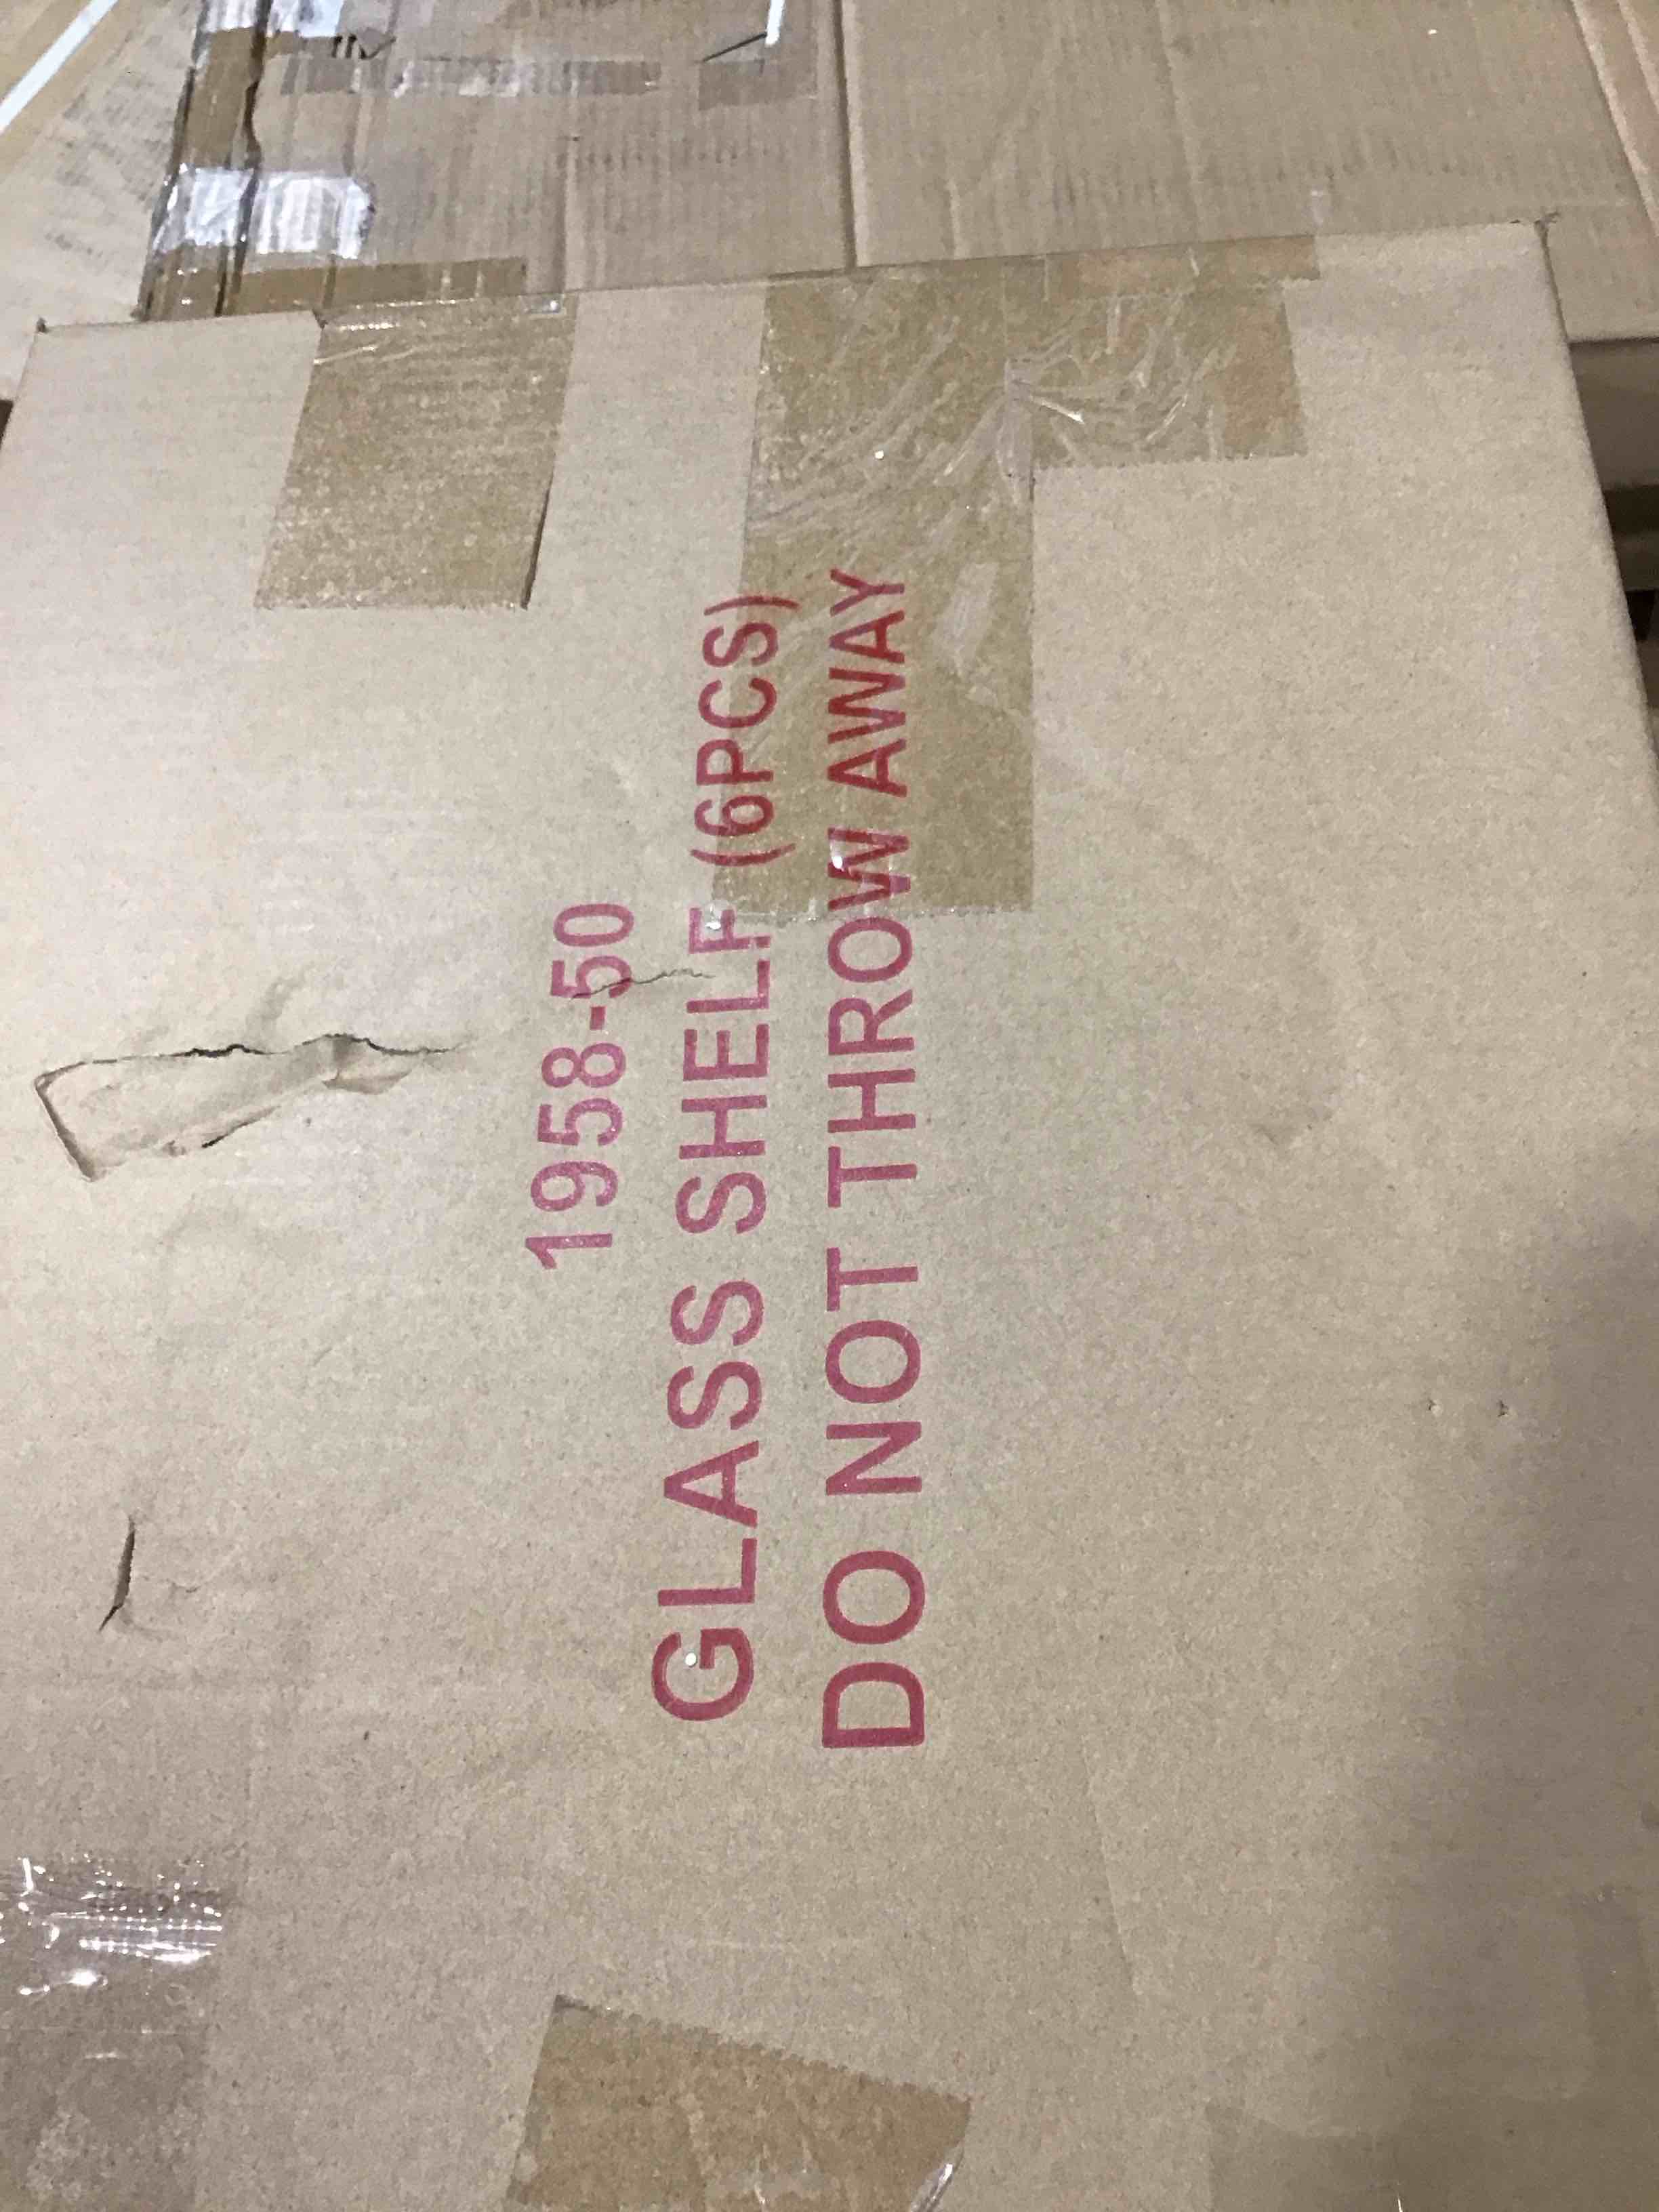 1958-50
GLASS SHELF (6PCS)
DO NOT THROW AWAY